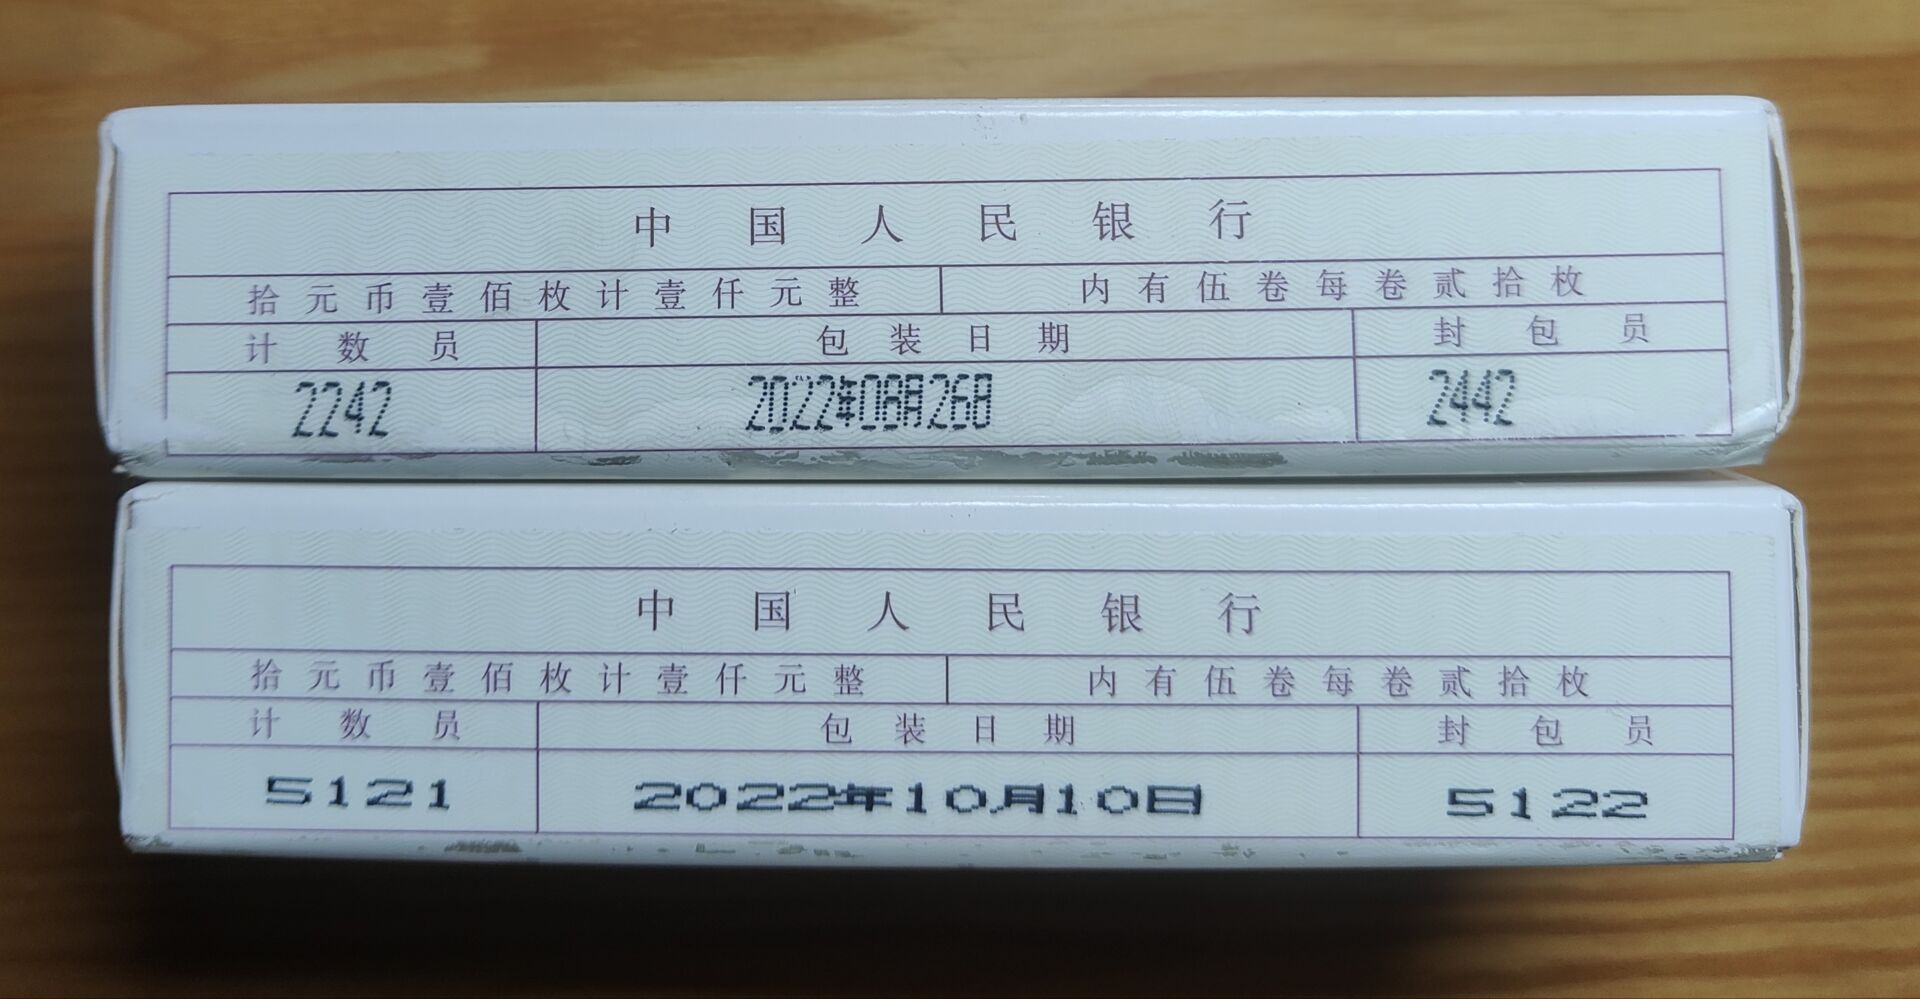 中国人民银行
拾元币壹佰枚计壹仟元整 内有伍卷每卷贰拾枚
计数员 包装日期 封包员
2242 2022年08月26日 2442
中国人民银行
拾元币壹佰枚计壹仟元整 内有伍卷每卷贰拾枚
计数员 包装日期 封包员
5121 2022年10月10日 5122